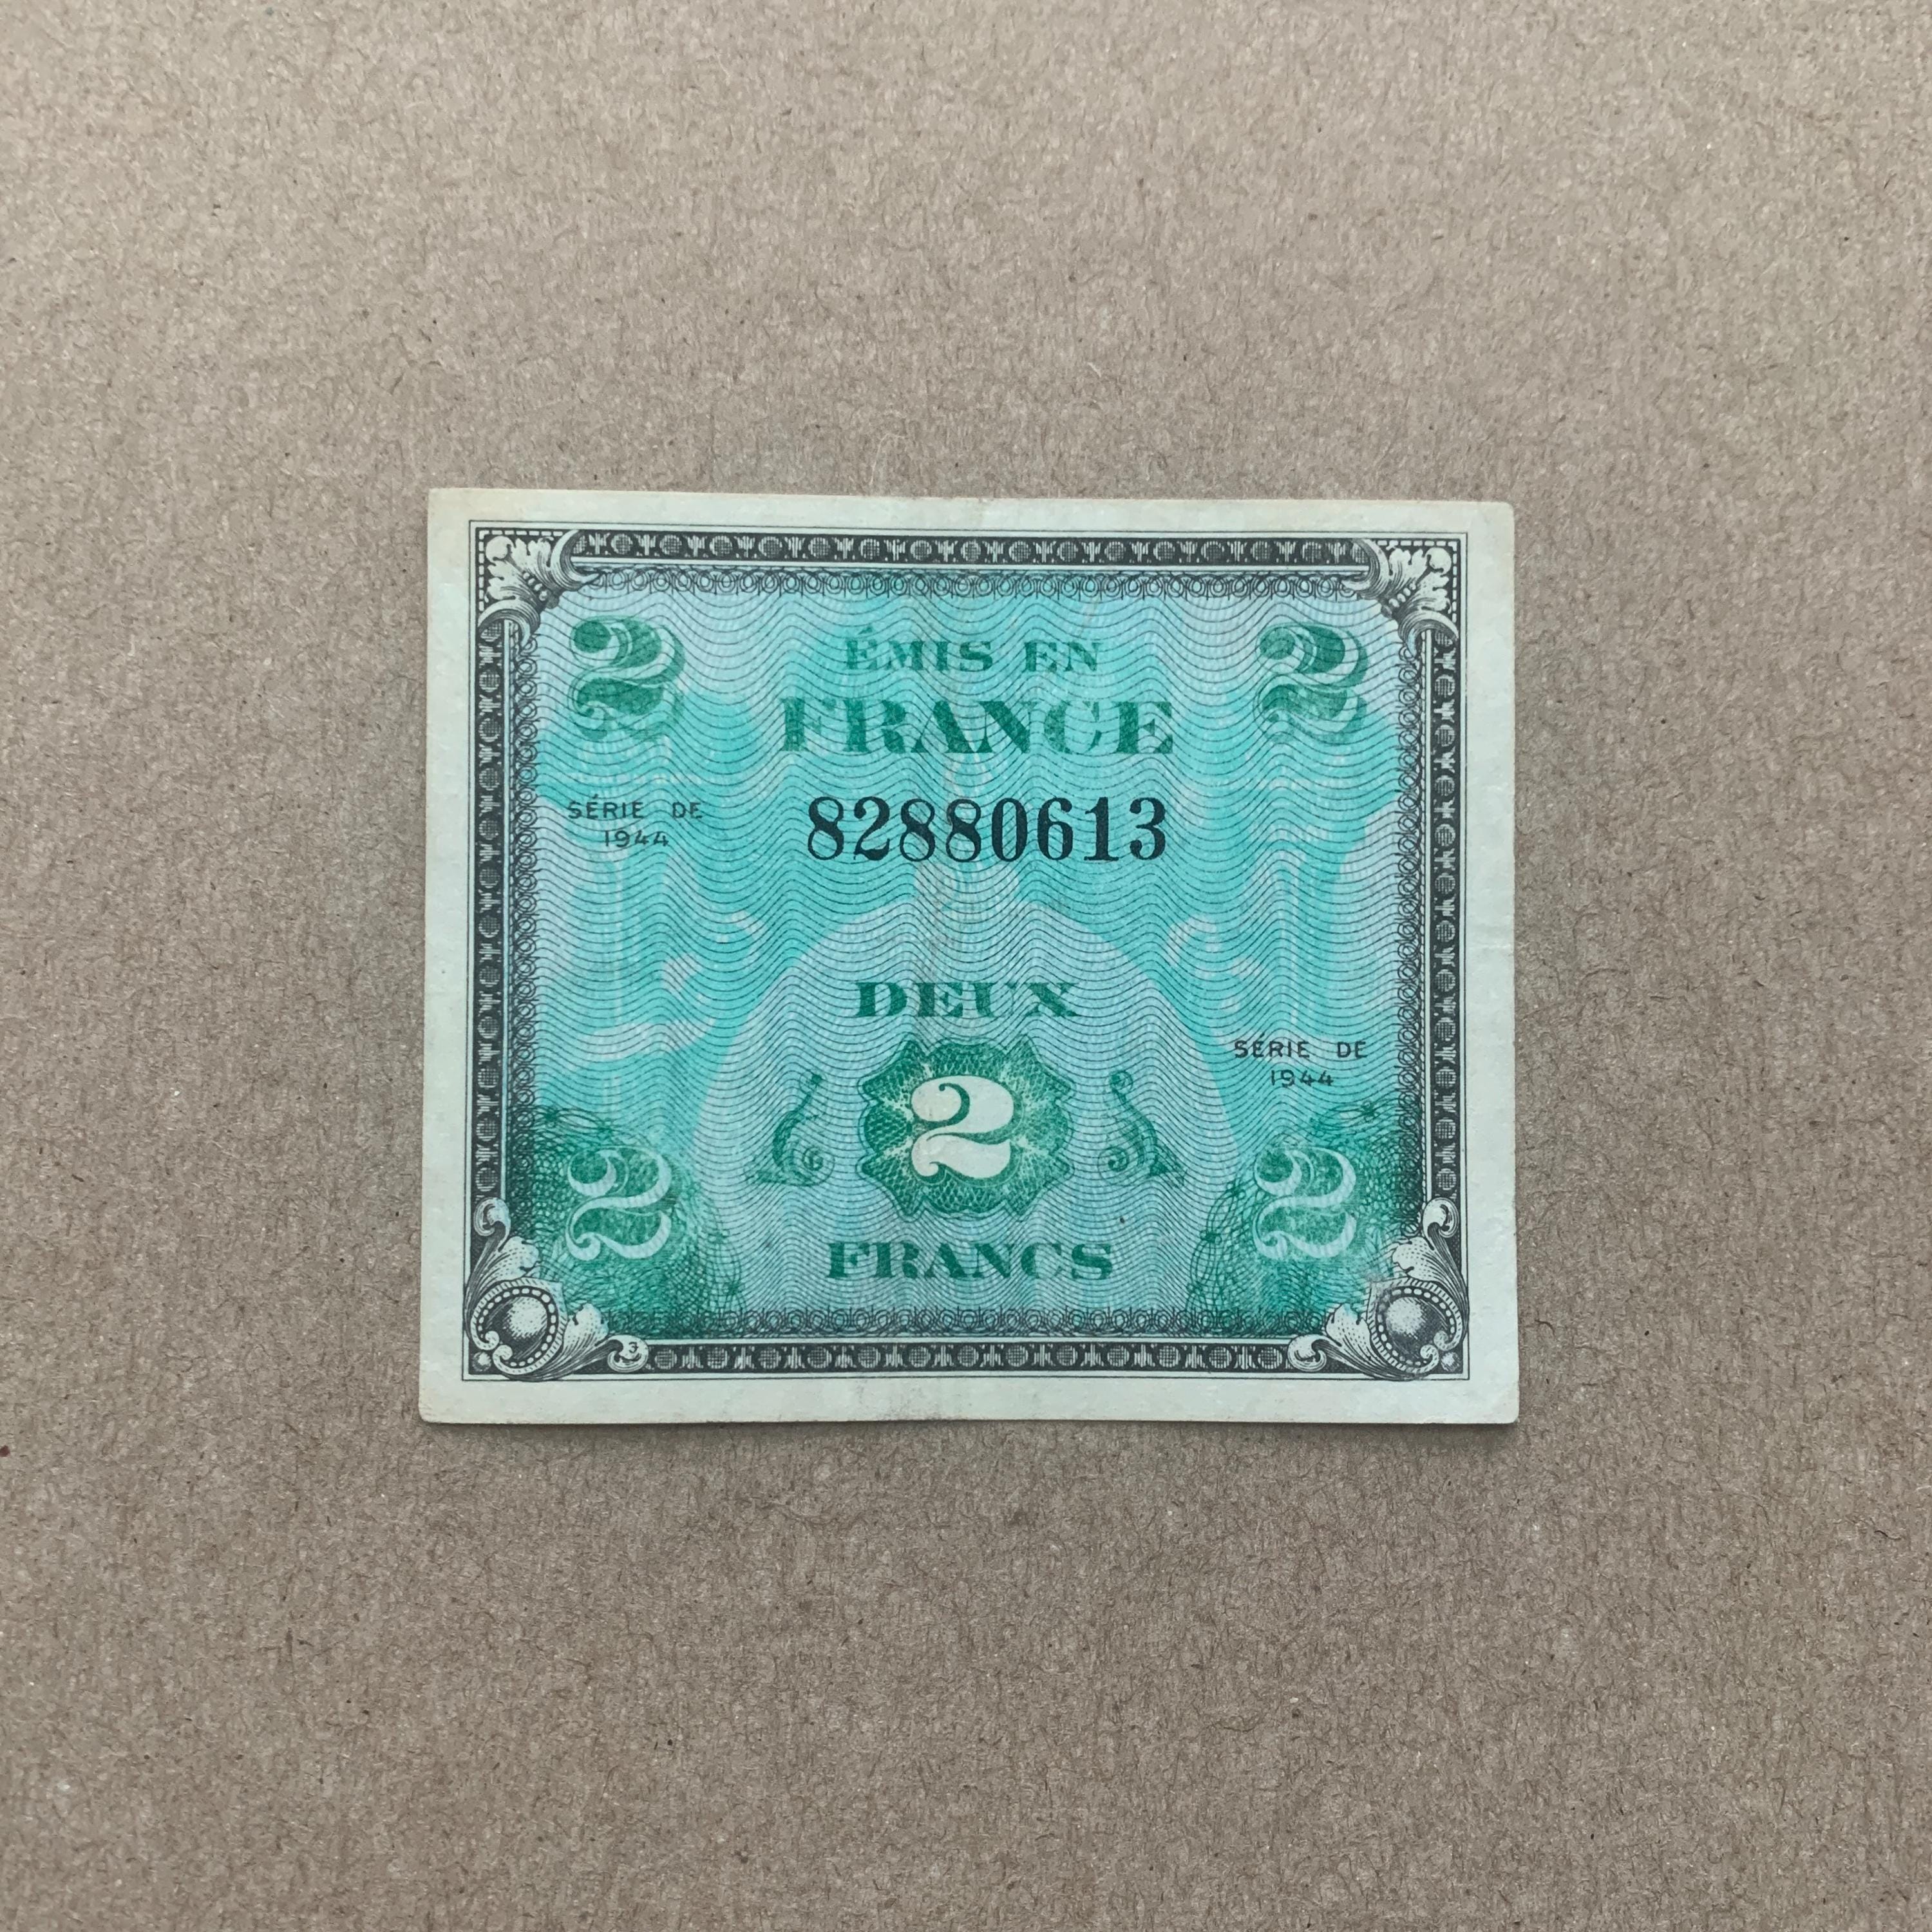 2 2
ÉMIS EN
FRANCE
SÉRIE DE
1944
82880613
DEUX
SÉRIE DE
1944
2
2 2
FRANCS
3